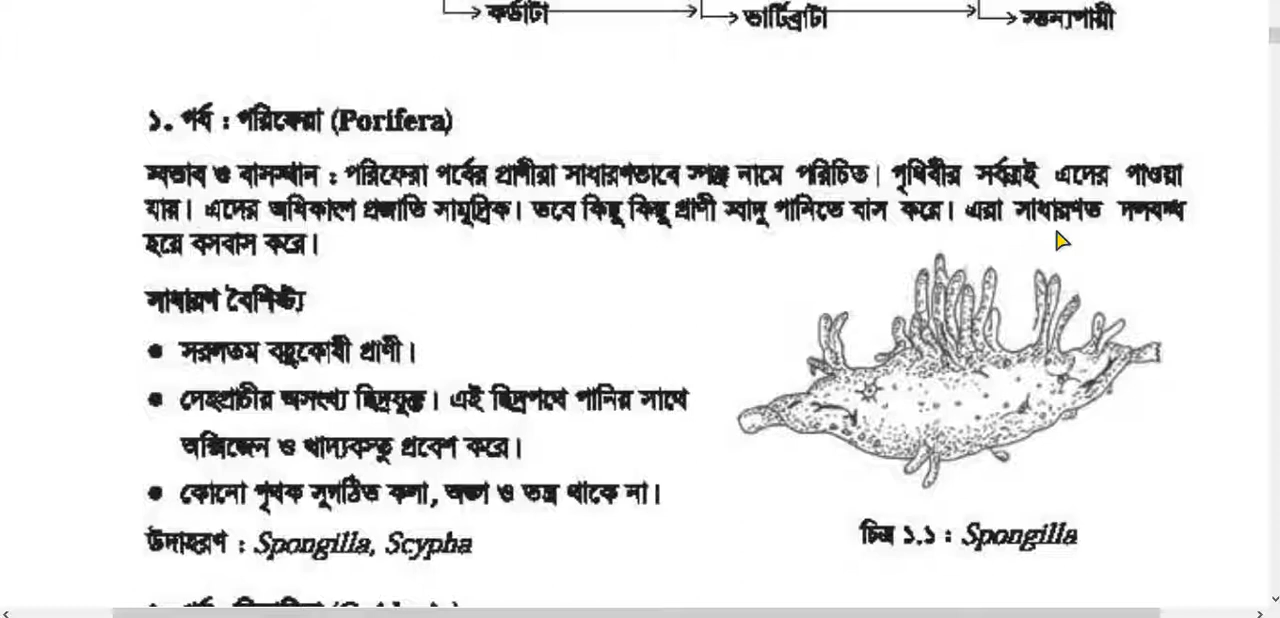 কর্ডাটা ভার্টিব্রাটা স্তন্যপায়ী
১. পর্ব : পরিফেরা (Porifera)
স্বভাব ও বাসস্থান : পরিফেরা পর্বের প্রাণীরা সাধারণভাবে স্পঞ্জ নামে পরিচিত। পৃথিবীর সর্বত্রই এদের পাওয়া
যায়। এদের অধিকাংশ প্রজাতি সামুদ্রিক। তবে কিছু কিছু প্রাণী স্বাদু পানিতে বাস করে। এরা সাধারণত দলবদ্ধ
হয়ে বসবাস করে।
সাধারণ বৈশিষ্ট্য
• সরলতম বহুকোষী প্রাণী।
• দেহপ্রাচীর অসংখ্য ছিদ্রযুক্ত। এই ছিদ্রপথে পানির সাথে
অক্সিজেন ও খাদ্যবস্তু প্রবেশ করে।
• কোনো পৃথক সুগঠিত কলা, অঙ্গ ও তন্ত্র থাকে না।
উদাহরণ : Spongilla, Scypha
চিত্র ১.১ : Spongilla